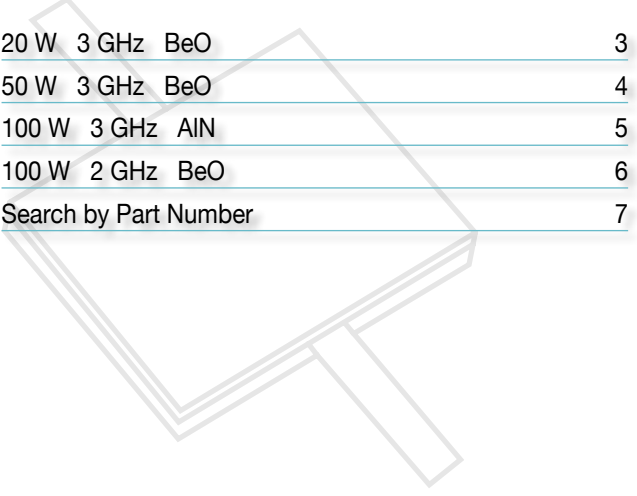 20 W 3 GHz BeO 3
50 W 3 GHz BeO 4
100 W 3 GHz AlN 5
100 W 2 GHz BeO 6
Search by Part Number 7